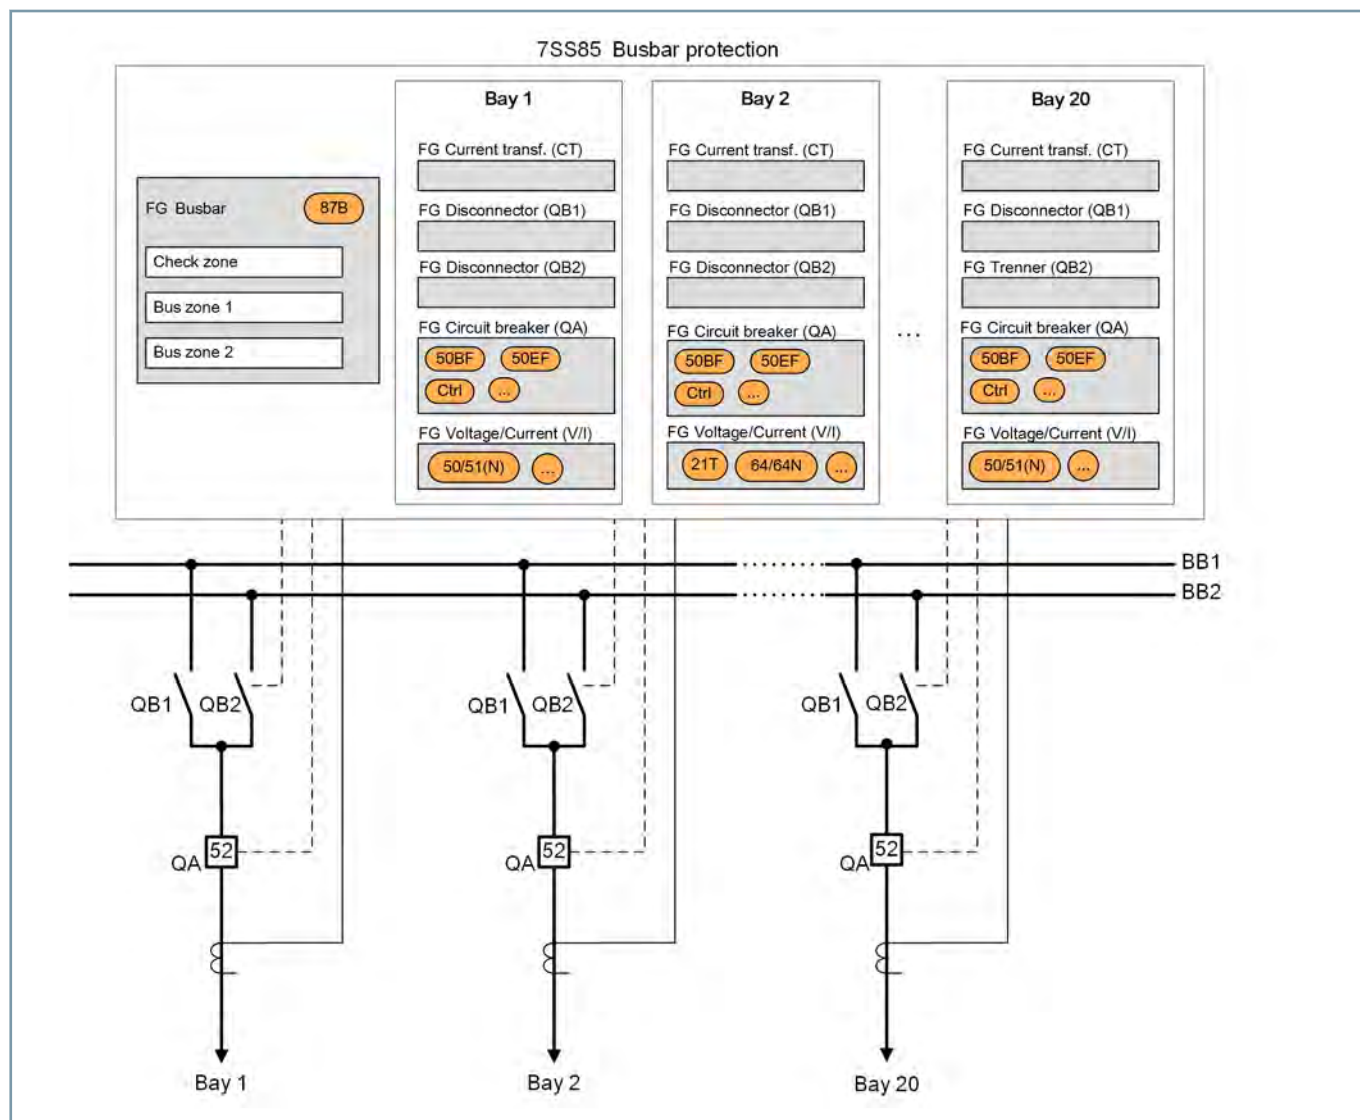 7SS85 Busbar protection
FG Busbar
87B
Check zone
Bus zone 1
Bus zone 2
Bay 1
FG Current transf. (CT)
FG Disconnector (QB1)
FG Disconnector (QB2)
FG Circuit breaker (QA)
50BF 50EF
Ctrl ...
FG Voltage/Current (V/I)
50/51(N) ...
Bay 2
FG Current transf. (CT)
FG Disconnector (QB1)
FG Disconnector (QB2)
FG Circuit breaker (QA)
50BF 50EF
Ctrl ...
FG Voltage/Current (V/I)
21T 64/64N ...
...
Bay 20
FG Current transf. (CT)
FG Disconnector (QB1)
FG Trenner (QB2)
FG Circuit breaker (QA)
50BF 50EF
Ctrl ...
FG Voltage/Current (V/I)
50/51(N) ...
BB1
BB2
QB1 QB2 QB1 QB2 QB1 QB2
QA 52 QA 52 QA 52
Bay 1 Bay 2 Bay 20